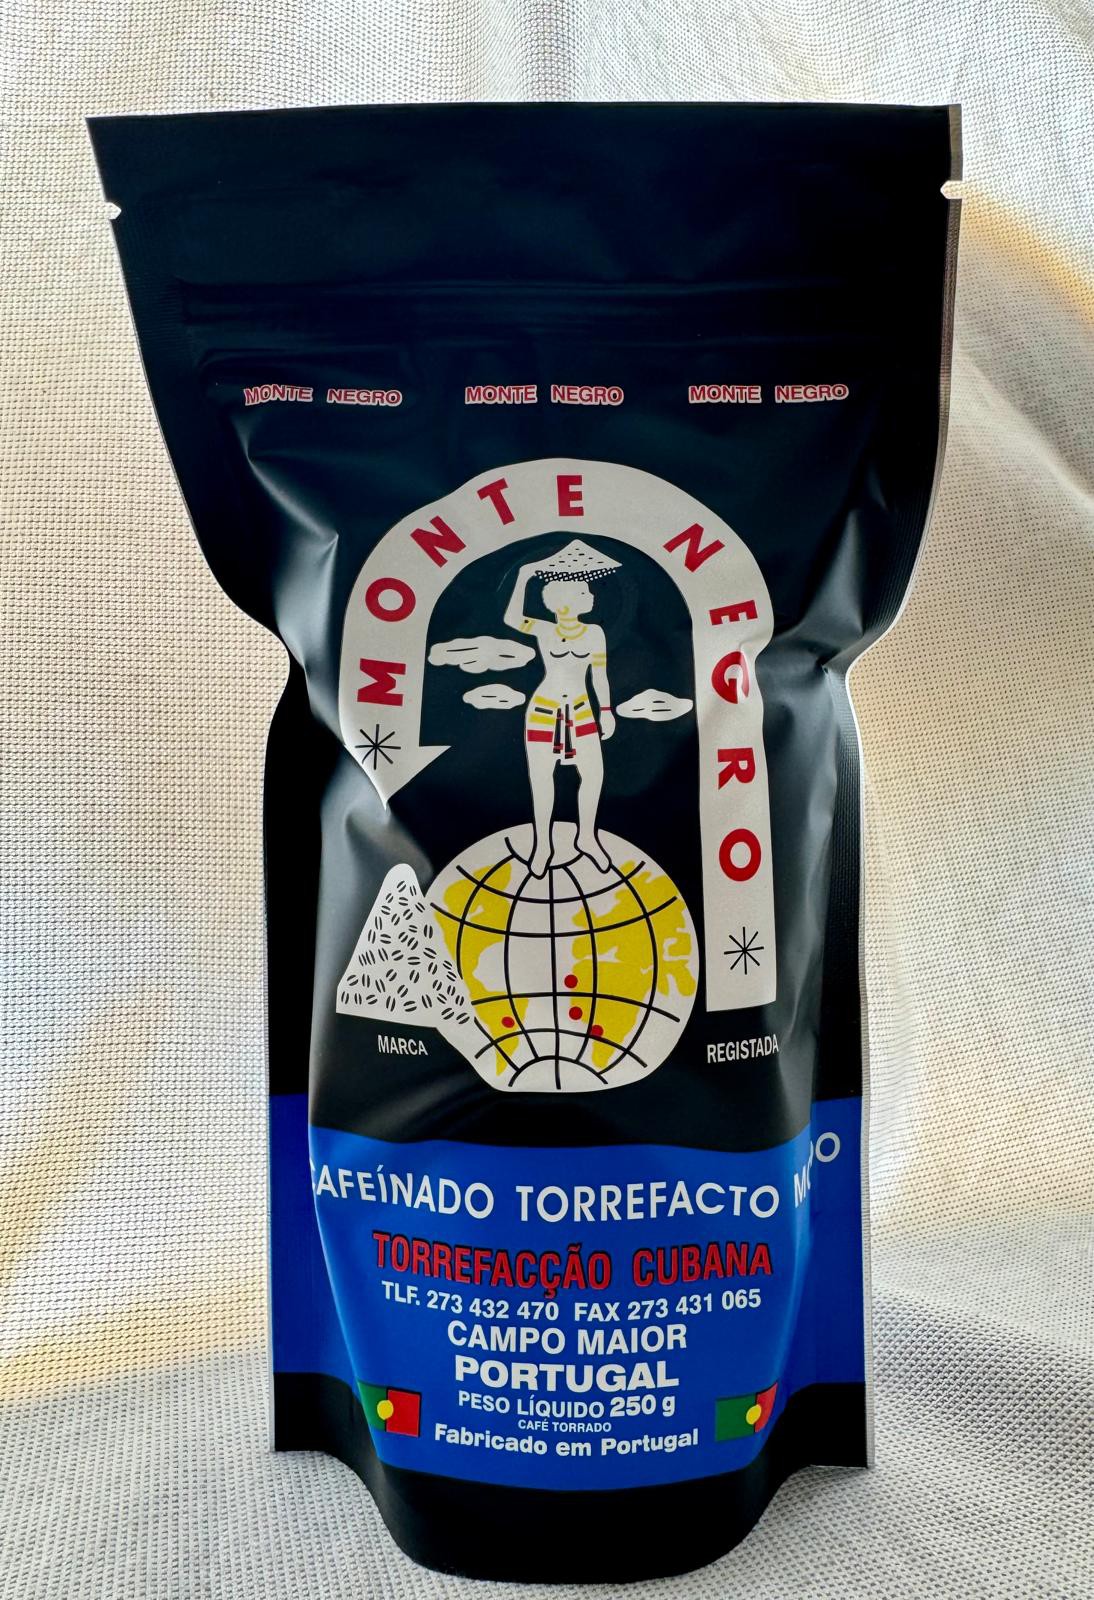 MONTE NEGRO MONTE NEGRO MONTE NEGRO
MONTE NEGRO
MARCA
REGISTADA
CAFEÍNADO TORREFACTO
TORREFACÇÃO CUBANA
TLF. 273 432 470 FAX 273 431 065
CAMPO MAIOR
PORTUGAL
PESO LÍQUIDO 250 g
CAFÉ TORRADO
Fabricado em Portugal